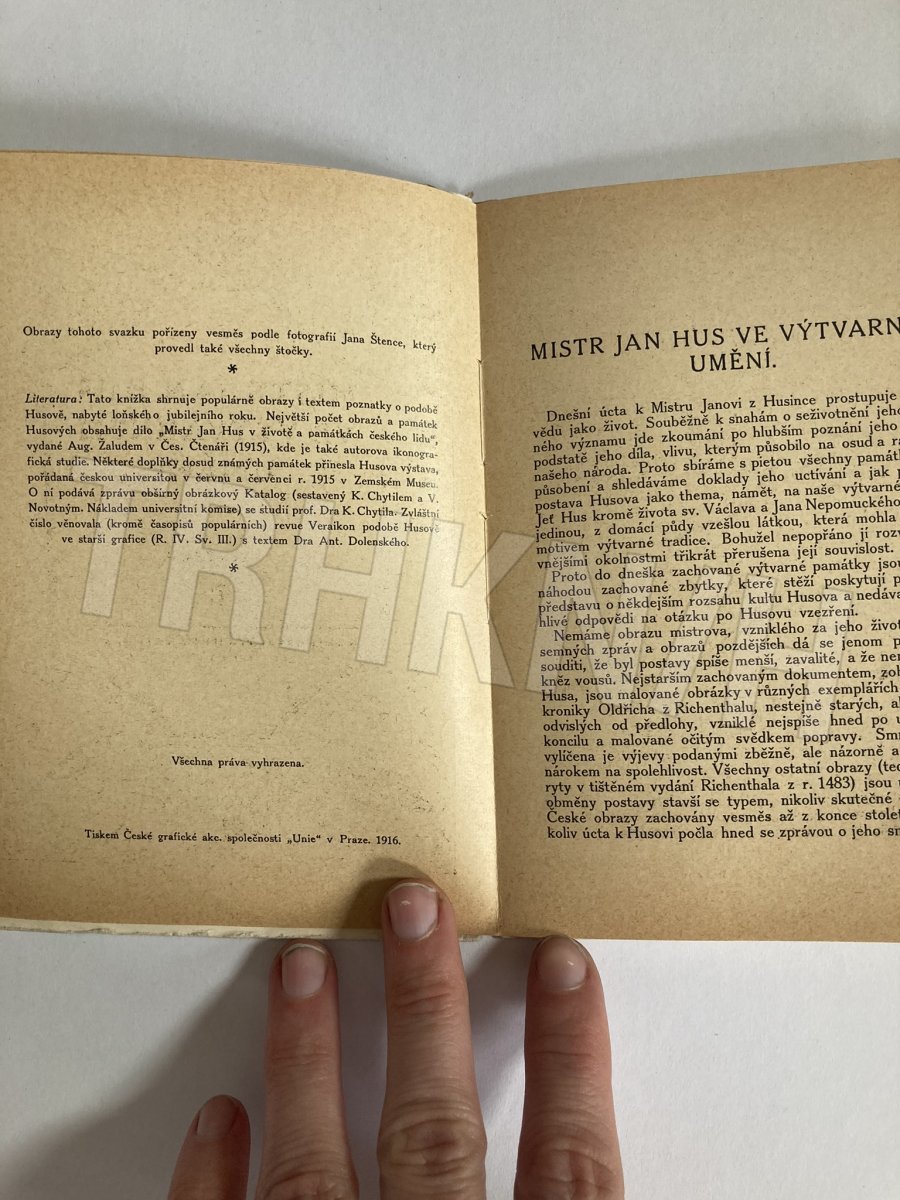 Obrazy tohoto svazku pořízeny vesměs podle fotografií Jana Štence, který
provedl také všechny štočky.
*
Literatura: Tato knížka shrnuje populárně obrazy i textem poznatky o podobě
Husově, nabyté loňského jubilejního roku. Největší počet obrazů a památek
Husových obsahuje dílo „Mistr Jan Hus v životě a památkách českého lidu“,
vydané Aug. Žaludem v Čes. Čtenáři (1915), kde je také autorova ikonogra-
fická studie. Některé doplňky dosud známých památek přinesla Husova výstava,
pořádaná českou universitou v červnu a červenci r. 1915 v Zemském Museu.
O ní podává zprávu obšírný obrázkový Katalog (sestavený K. Chytilem a V.
Novotným. Nákladem universitní komise) se studií prof. Dra K. Chytila. Zvláštní
číslo věnovala (kromě časopisů populárních) revue Veraikon podobě Husově
ve starší grafice (R. IV. Sv. III.) s textem Dra Ant. Dolenského.
*
Všechna práva vyhrazena.
Tiskem České grafické akc. společnosti „Unie“ v Praze. 1916.
MISTR JAN HUS VE VÝTVARN
UMĚNÍ.
Dnešní úcta k Mistru Janovi z Husince prostupuje
vědu jako život. Souběžně k snahám o seživotnění jeho
ného významu jde zkoumání po hlubším poznání jeho
podstatě jeho díla, vlivu, kterým působilo na osud a
našeho národa. Proto sbíráme s pietou všechny památ
působení a shledáváme doklady jeho uctívání a jak
postava Husova jako thema, námět, na naše výtvarné
Jeť Hus kromě života sv. Václava a Jana Nepomuckého
jedinou, z domácí půdy vzešlou látkou, která mohla
motivem výtvarné tradice. Bohužel nepopřáno jí roz
vnějšími okolnostmi třikrát přerušena její souvislost.
Proto do dneška zachované výtvarné památky jsou
náhodou zachované zbytky, které stěží poskytují
představu o někdejším rozsahu kultu Husova a nedáv
hlivé odpovědi na otázku po Husovu vzezření.
Nemáme obrazu mistrova, vzniklého za jeho život
semných zpráv a obrazů pozdějších dá se jenom
souditi, že byl postavy spíše menší, zavalité, a že
kněz vousů. Nejstarším zachovaným dokumentem, zob
Husa, jsou malované obrázky v různých exemplářích
kroniky Oldřicha z Richenthalu, nestejně starých,
odvislých od předlohy, vzniklé nejspíše hned po
koncilu a malované očitým svědkem popravy. Smr
vylíčena je výjevy podanými zběžně, ale názorně a
nárokem na spolehlivost. Všechny ostatní obrazy
ryty v tištěném vydání Richenthala z r. 1483) jsou
obměny postavy stavší se typem, nikoliv skutečné
České obrazy zachovány vesměs až z konce stolet
koliv úcta k Husovi počla hned se zprávou o jeho